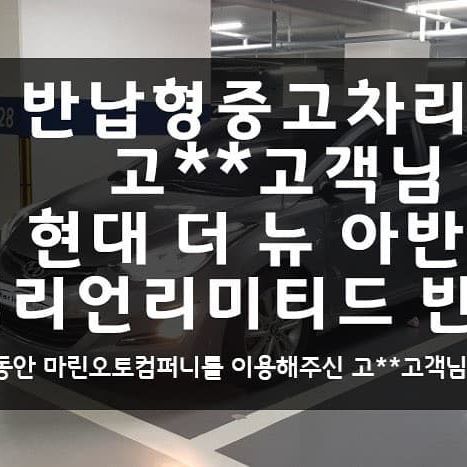 반납형중고차리
고**고객님
현대 더 뉴 아반
리언리미티드 반
동안 마린오토컴퍼니를 이용해주신 고**고객님
28